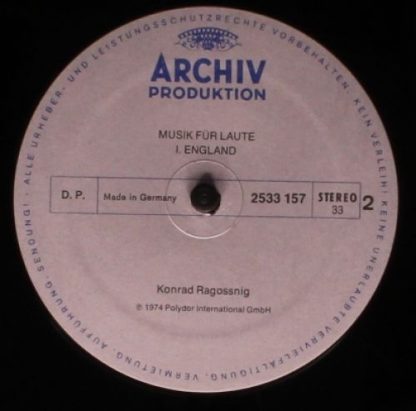 ALLE URHEBER- UND LEISTUNGSSCHUTZRECHTE VORBEHALTEN. KEIN VERLEIH! KEINE UNERLAUBTE VERVIELFÄLTIGUNG, VERMIETUNG, AUFFÜHRUNG, SENDUNG!
ARCHIV
PRODUKTION
MUSIK FÜR LAUTE
I. ENGLAND
D. P. Made in Germany 2533 157 STEREO 33 2
Konrad Ragossnig
℗ 1974 Polydor International GmbH